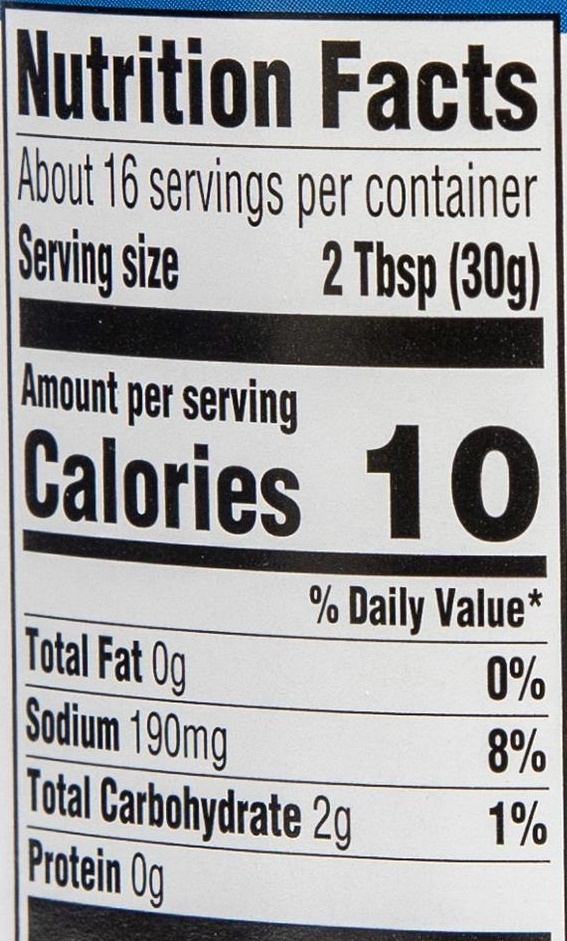 Nutrition Facts
About 16 servings per container
Serving size 2 Tbsp (30g)
Amount per serving
Calories 10
% Daily Value*
Total Fat 0g 0%
Sodium 190mg 8%
Total Carbohydrate 2g 1%
Protein 0g